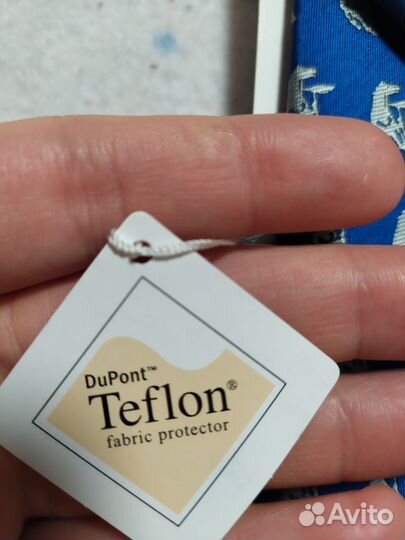 DuPont™
Teflon®
fabric protector
Avito